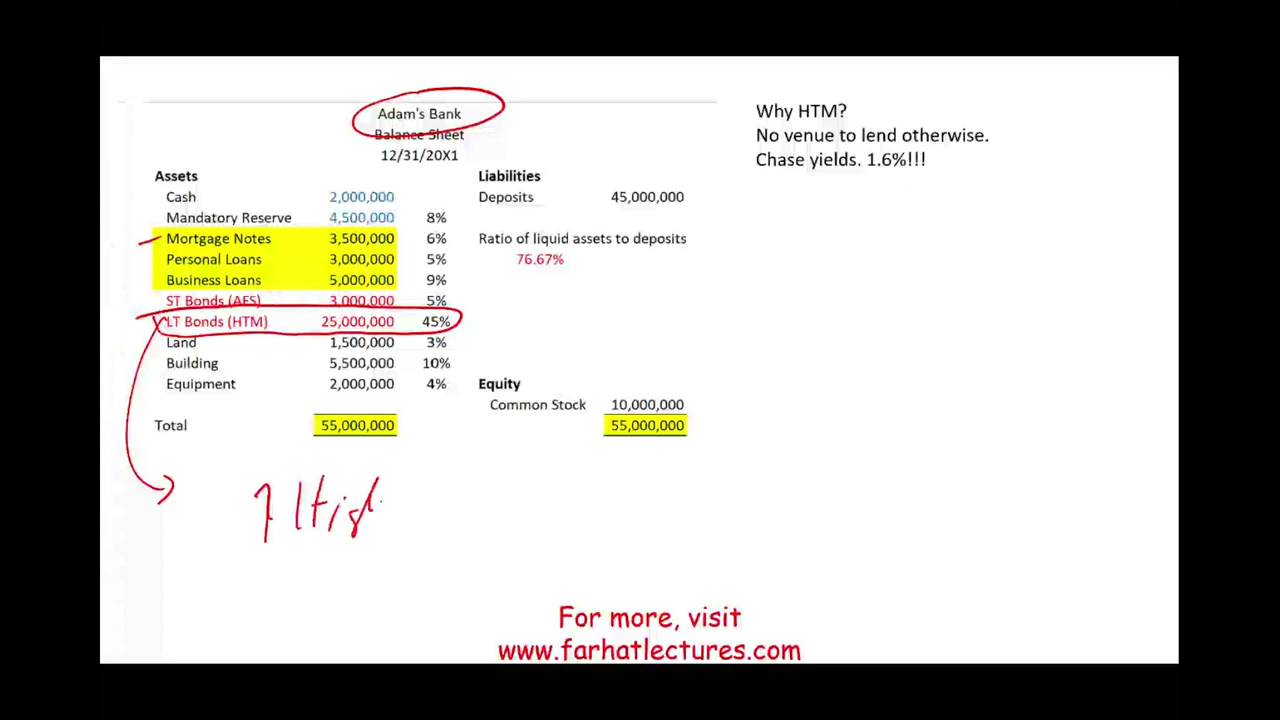 Adam's Bank
Balance Sheet
12/31/20X1
Assets
Cash 2,000,000
Mandatory Reserve 4,500,000 8%
Mortgage Notes 3,500,000 6%
Personal Loans 3,000,000 5%
Business Loans 5,000,000 9%
ST Bonds (AFS) 3,000,000 5%
LT Bonds (HTM) 25,000,000 45%
Land 1,500,000 3%
Building 5,500,000 10%
Equipment 2,000,000 4%
Total 55,000,000
Liabilities
Deposits 45,000,000
Ratio of liquid assets to deposits
76.67%
Equity
Common Stock 10,000,000
55,000,000
Why HTM?
No venue to lend otherwise.
Chase yields. 1.6%!!!
For more, visit
www.farhatlectures.com